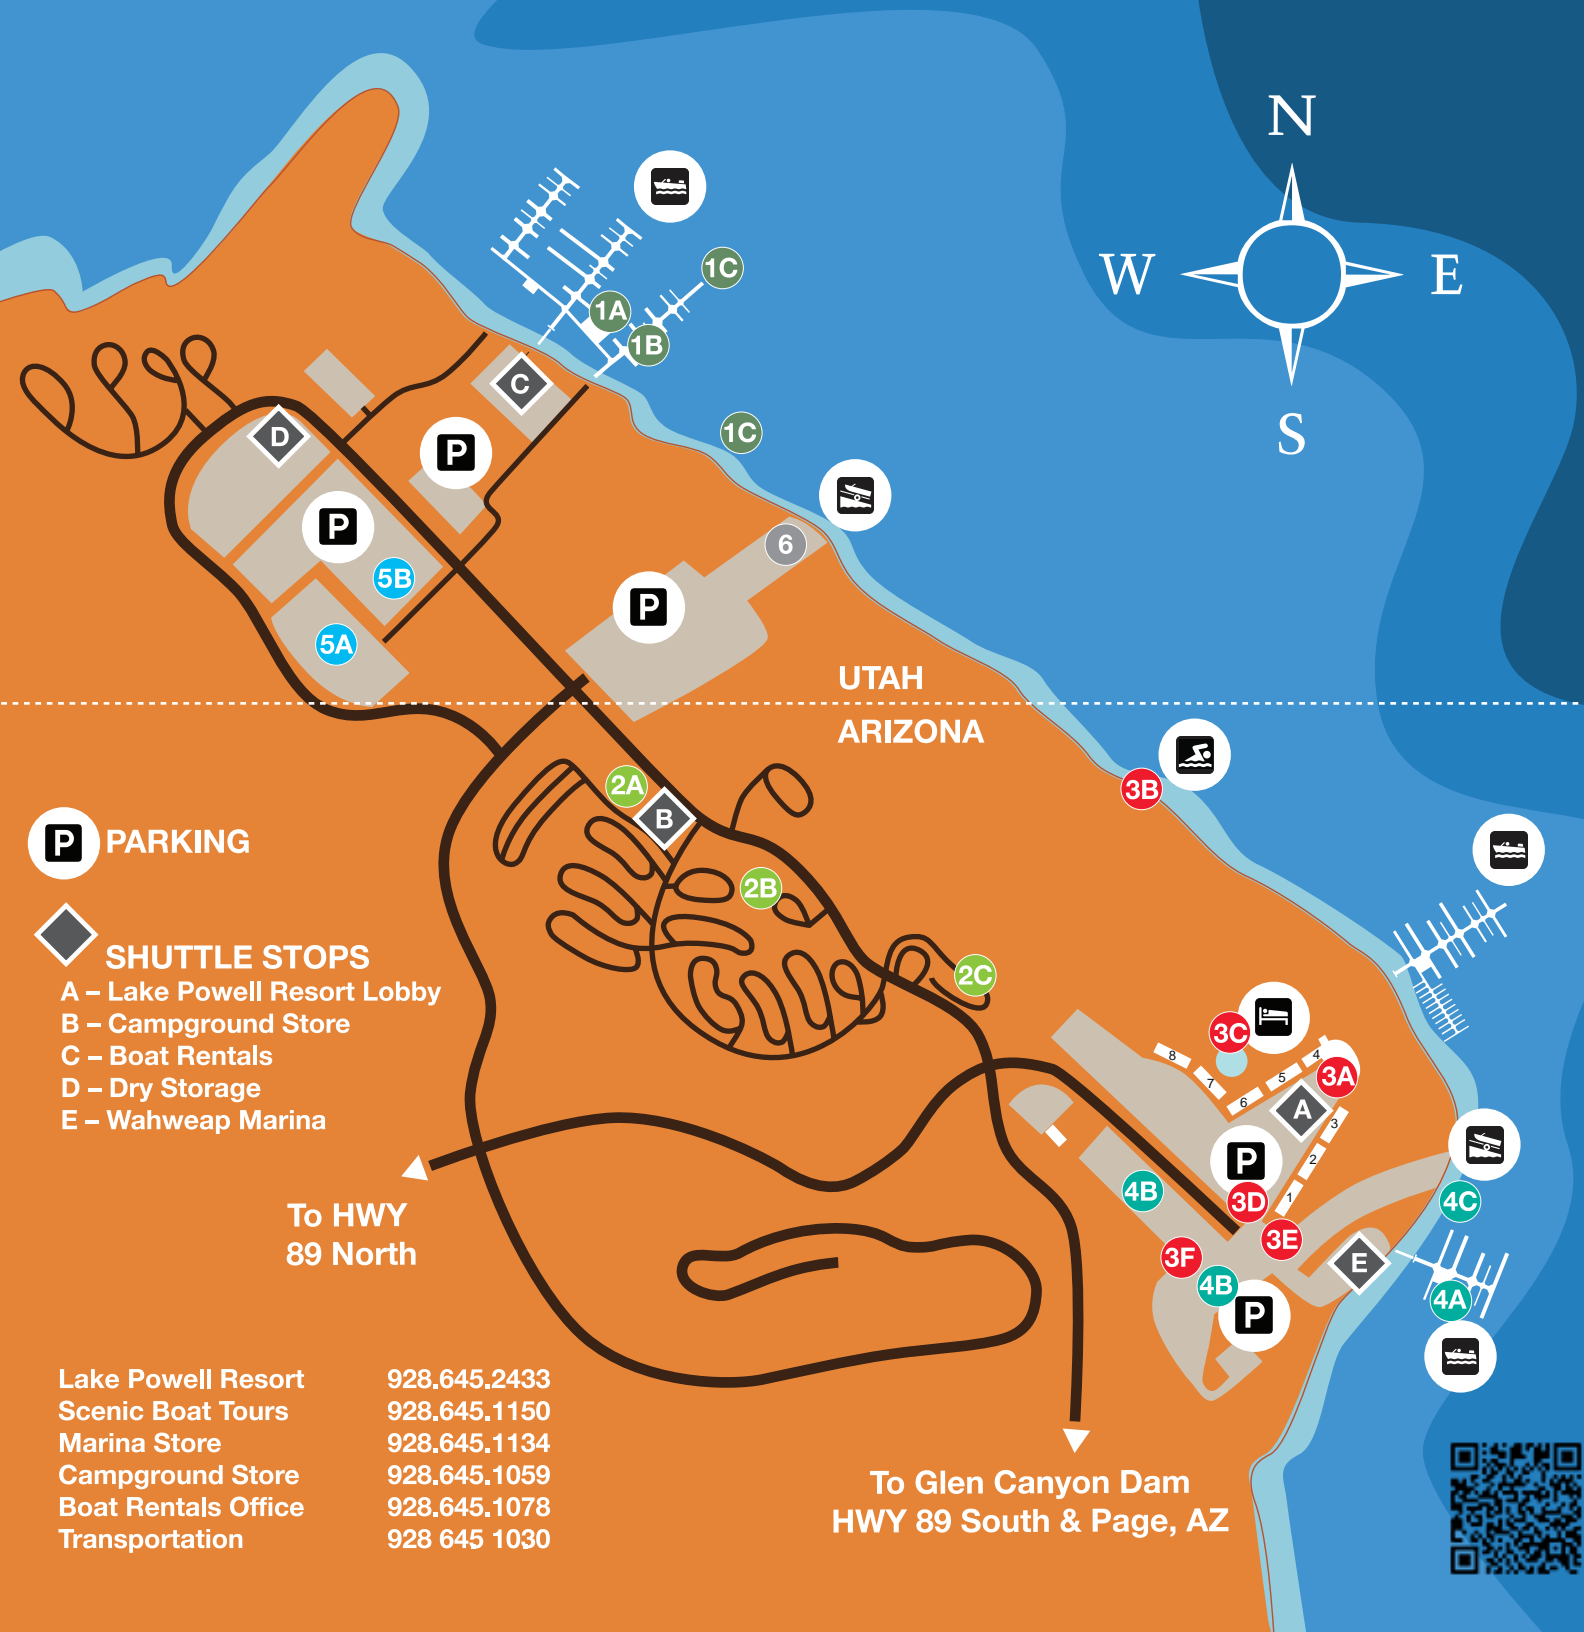 N
W E
S
1C
1A
1B
C
1C
D
P
P
6
5B
P
5A
UTAH
ARIZONA
3B
2A
B
2B
P PARKING
SHUTTLE STOPS
A – Lake Powell Resort Lobby
B – Campground Store
C – Boat Rentals
D – Dry Storage
E – Wahweap Marina
2C
3C
8
7
6
5
4
3A
A
3
2
1
P
4B
3D
4C
3E
3F
E
4B
4A
P
To HWY
89 North
Lake Powell Resort 928.645.2433
Scenic Boat Tours 928.645.1150
Marina Store 928.645.1134
Campground Store 928.645.1059
Boat Rentals Office 928.645.1078
Transportation 928 645 1030
To Glen Canyon Dam
HWY 89 South & Page, AZ